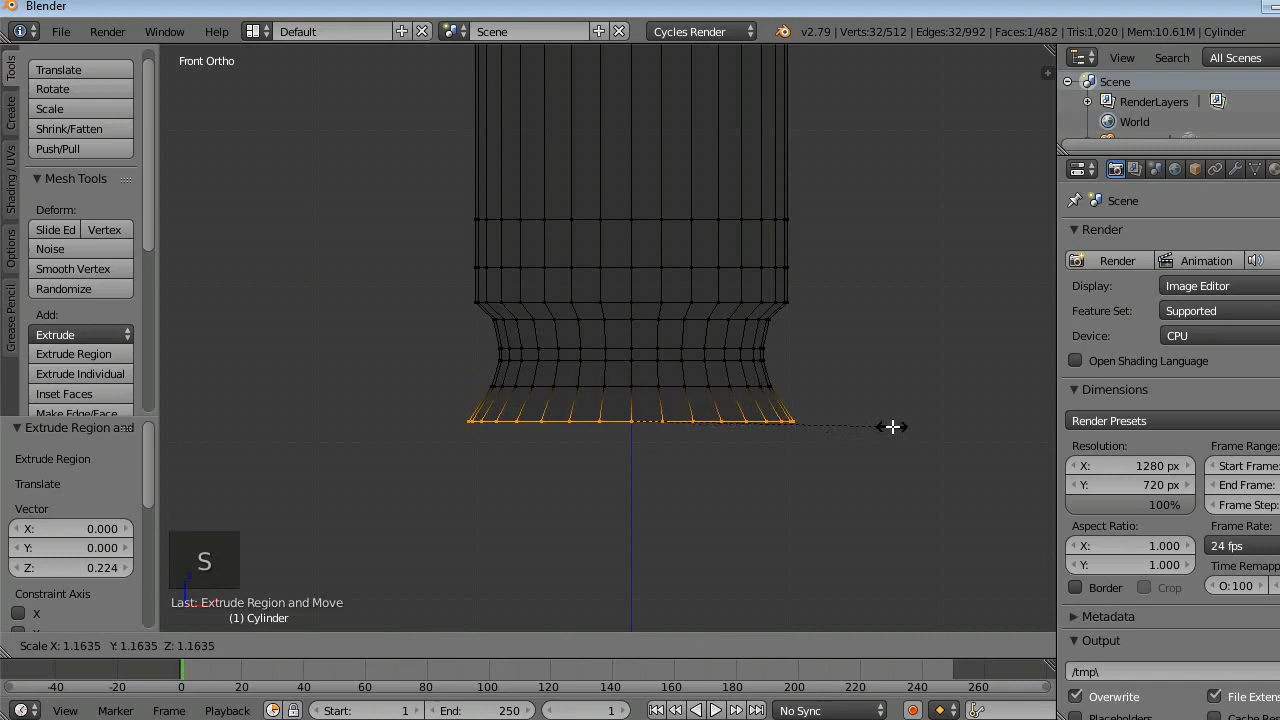 Blender
File Render Window Help Default Scene Cycles Render v2.79 | Verts:32/512 | Edges:32/992 | Faces:1/482 | Tris:1,020 | Mem:10.61M | Cylinder
Tools
Create
Shading / UVs
Options
Grease Pencil
Translate
Rotate
Scale
Shrink/Fatten
Push/Pull
Mesh Tools
Deform:
Slide Ed Vertex
Noise
Smooth Vertex
Randomize
Add:
Extrude
Extrude Region
Extrude Individual
Inset Faces
Make Edge/Face
Extrude Region and
Extrude Region
Translate
Vector
X: 0.000
Y: 0.000
Z: 0.224
Constraint Axis
X
Front Ortho
S
Last: Extrude Region and Move
(1) Cylinder
Scale X: 1.1635 Y: 1.1635 Z: 1.1635
-40 -20 0 20 40 60 80 100 120 140 160 180 200 220 240 260
View Marker Frame Playback Start: 1 End: 250 1 No Sync
View Search All Scenes
Scene
RenderLayers
World
Scene
Render
Render Animation
Display: Image Editor
Feature Set: Supported
Device: CPU
Open Shading Language
Dimensions
Render Presets
Resolution: Frame Range:
X: 1280 px Start Frame:
Y: 720 px End Frame:
100% Frame Step:
Aspect Ratio: Frame Rate:
X: 1.000 24 fps
Y: 1.000 Time Remapp
Border Crop O: 100
Metadata
Output
/tmp\
Overwrite File Exten